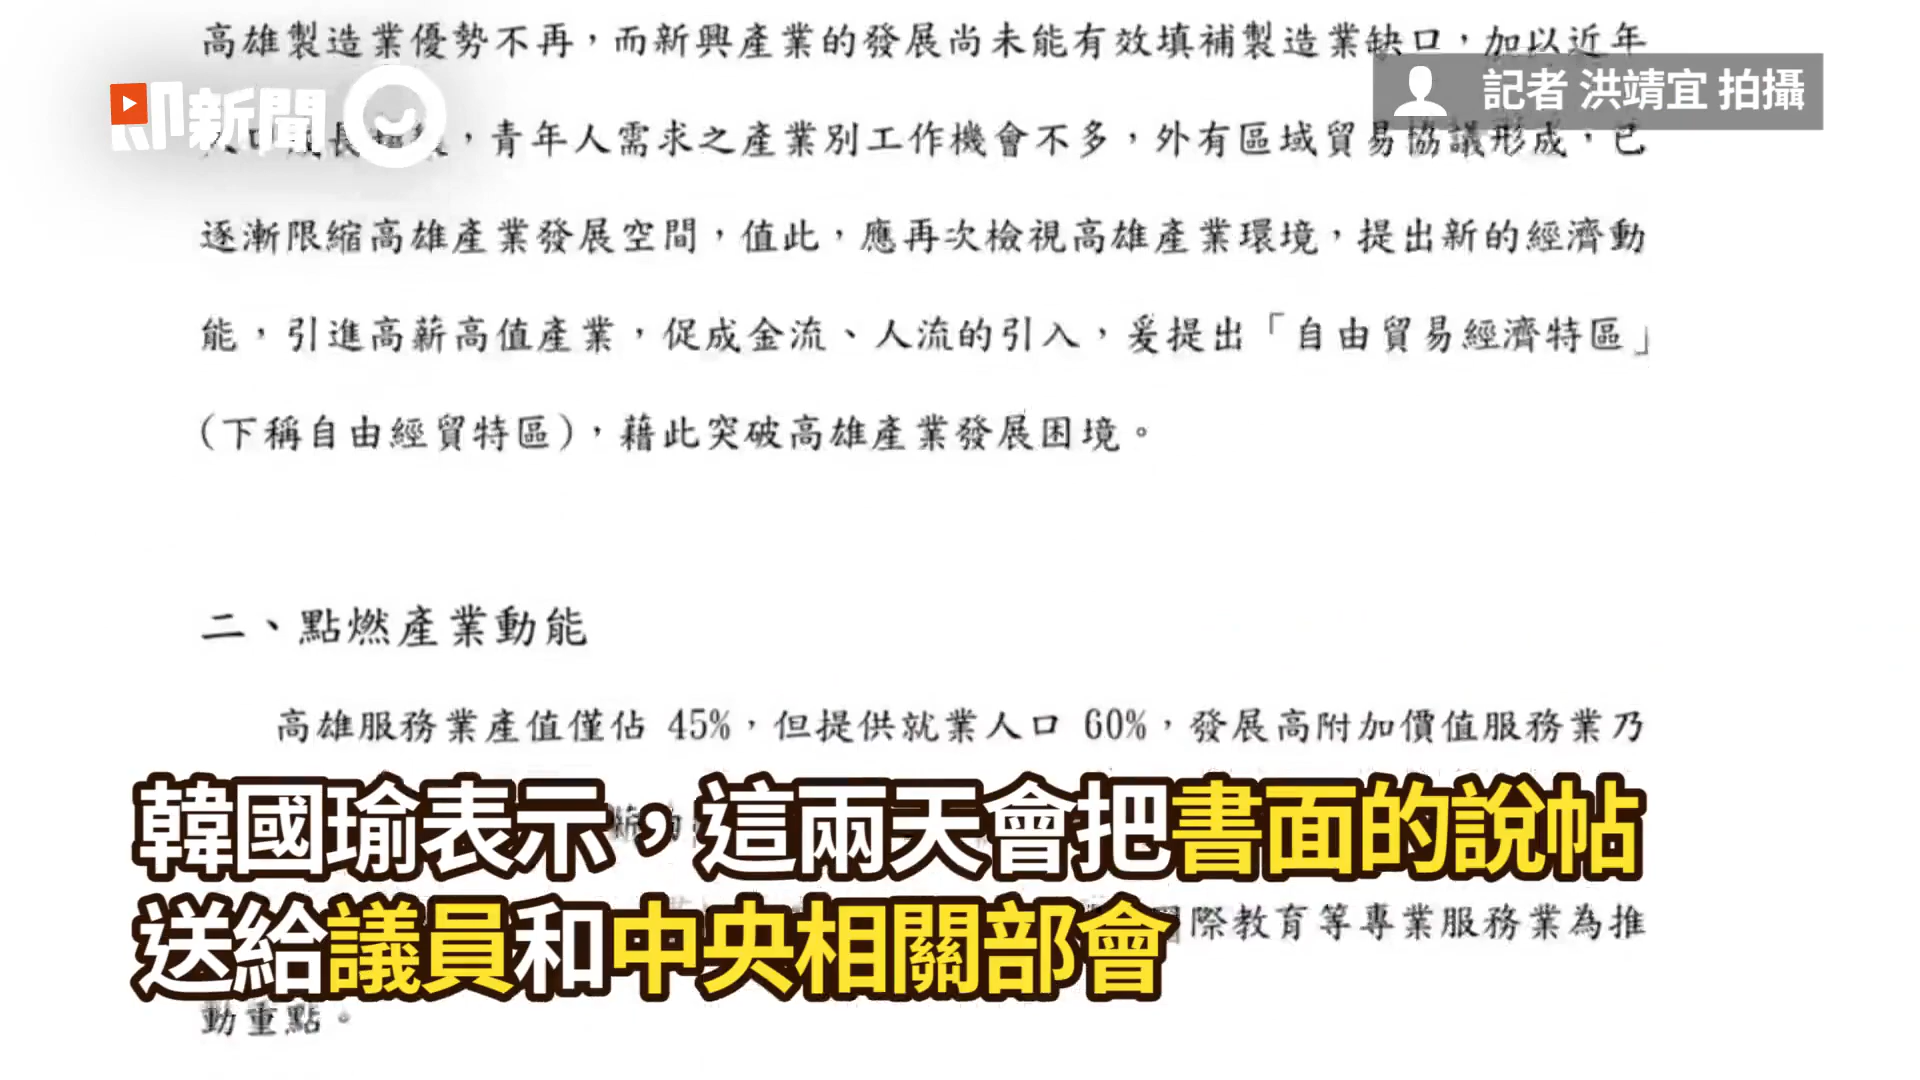 高雄製造業優勢不再，而新興產業的發展尚未能有效填補製造業缺口，加以近年
記者 洪靖宜 拍攝
即新聞
，青年人需求之產業別工作機會不多，外有區域貿易協議形成，已
逐漸限縮高雄產業發展空間，值此，應再次檢視高雄產業環境，提出新的經濟動
能，引進高薪高值產業，促成金流、人流的引入，爰提出「自由貿易經濟特區」
(下稱自由經貿特區)，藉此突破高雄產業發展困境。
二、點燃產業動能
高雄服務業產值僅佔 45%，但提供就業人口 60%，發展高附加價值服務業乃
韓國瑜表示，這兩天會把書面的說帖
送給議員和中央相關部會
際教育等專業服務業為推
動重點。